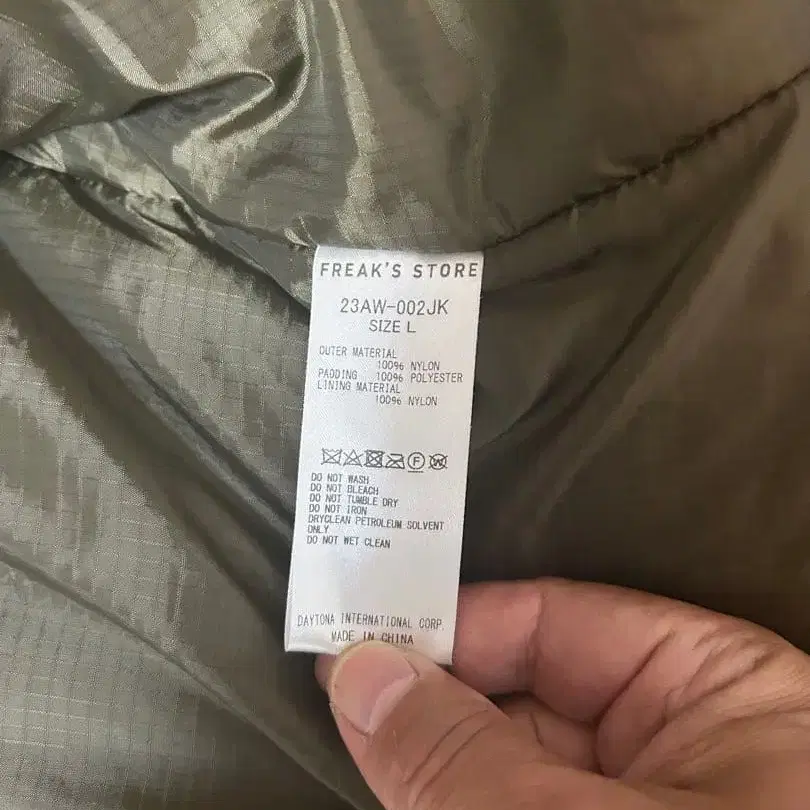 FREAK'S STORE
23AW-002JK
SIZE L
OUTER MATERIAL
100% NYLON
PADDING 100% POLYESTER
LINING MATERIAL
100% NYLON
F W
DO NOT WASH
DO NOT BLEACH
DO NOT TUMBLE DRY
DO NOT IRON
DRYCLEAN PETROLEUM SOLVENT
ONLY
DO NOT WET CLEAN
DAYTONA INTERNATIONAL CORP.
MADE IN CHINA